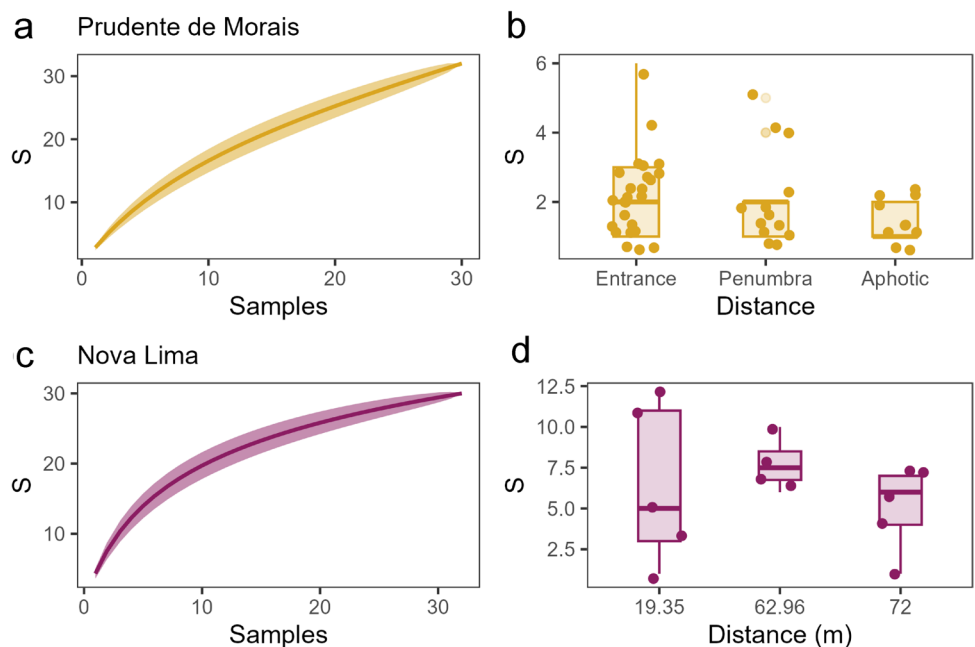 a Prudente de Morais
S
30
20
10
0 10 20 30
Samples
b
S
6
4
2
Entrance Penumbra Aphotic
Distance
c Nova Lima
S
30
20
10
0 10 20 30
Samples
d
S
12.5
10.0
7.5
5.0
2.5
19.35 62.96 72
Distance (m)